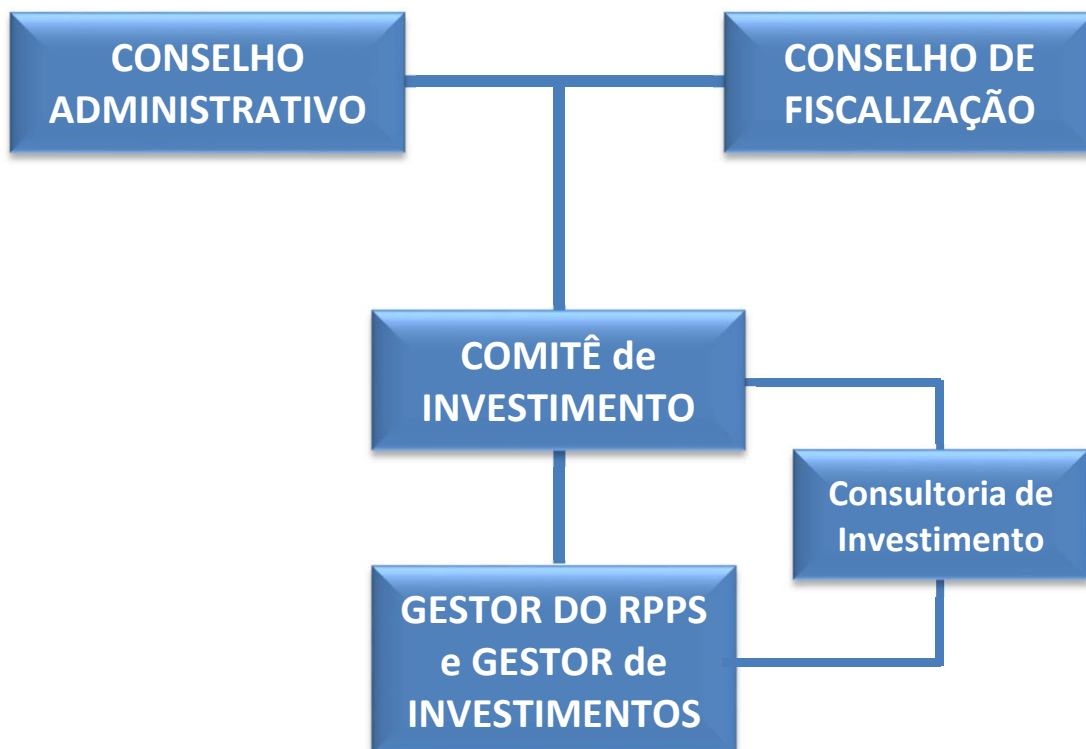 CONSELHO
ADMINISTRATIVO
CONSELHO DE
FISCALIZAÇÃO
COMITÊ de
INVESTIMENTO
Consultoria de
Investimento
GESTOR DO RPPS
e GESTOR de
INVESTIMENTOS